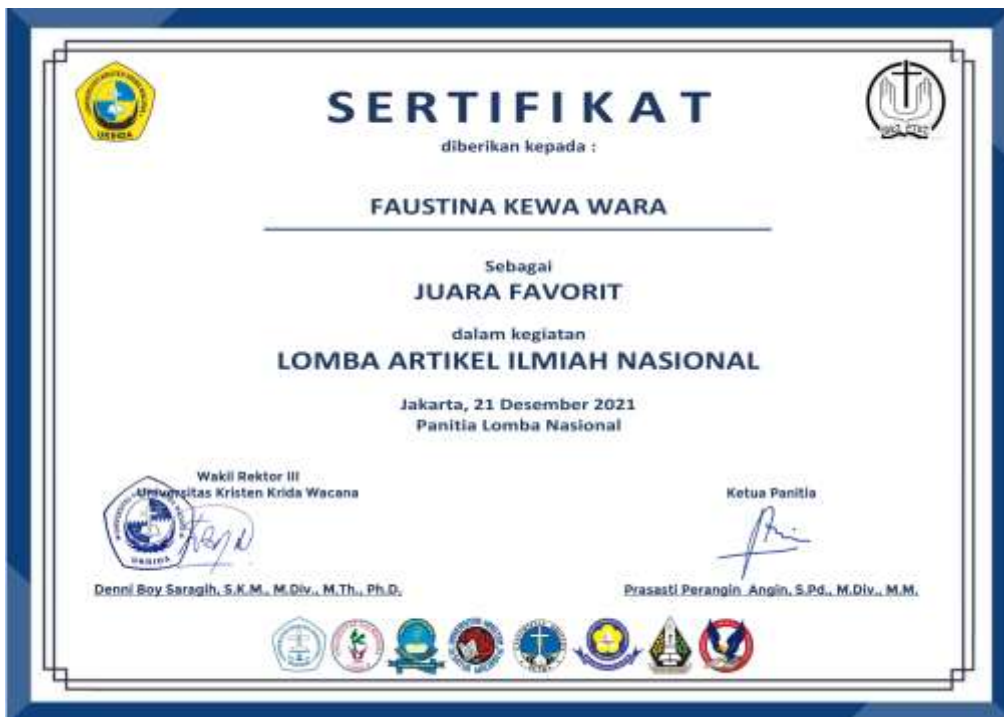 SERTIFIKAT
diberikan kepada :
FAUSTINA KEWA WARA
Sebagai
JUARA FAVORIT
dalam kegiatan
LOMBA ARTIKEL ILMIAH NASIONAL
Jakarta, 21 Desember 2021
Panitia Lomba Nasional
Wakil Rektor III
Universitas Kristen Krida Wacana
UKRIDA
Denni Boy Saragih, S.K.M., M.Div., M.Th., Ph.D.
Ketua Panitia
Prasasti Perangin Angin, S.Pd., M.Div., M.M.